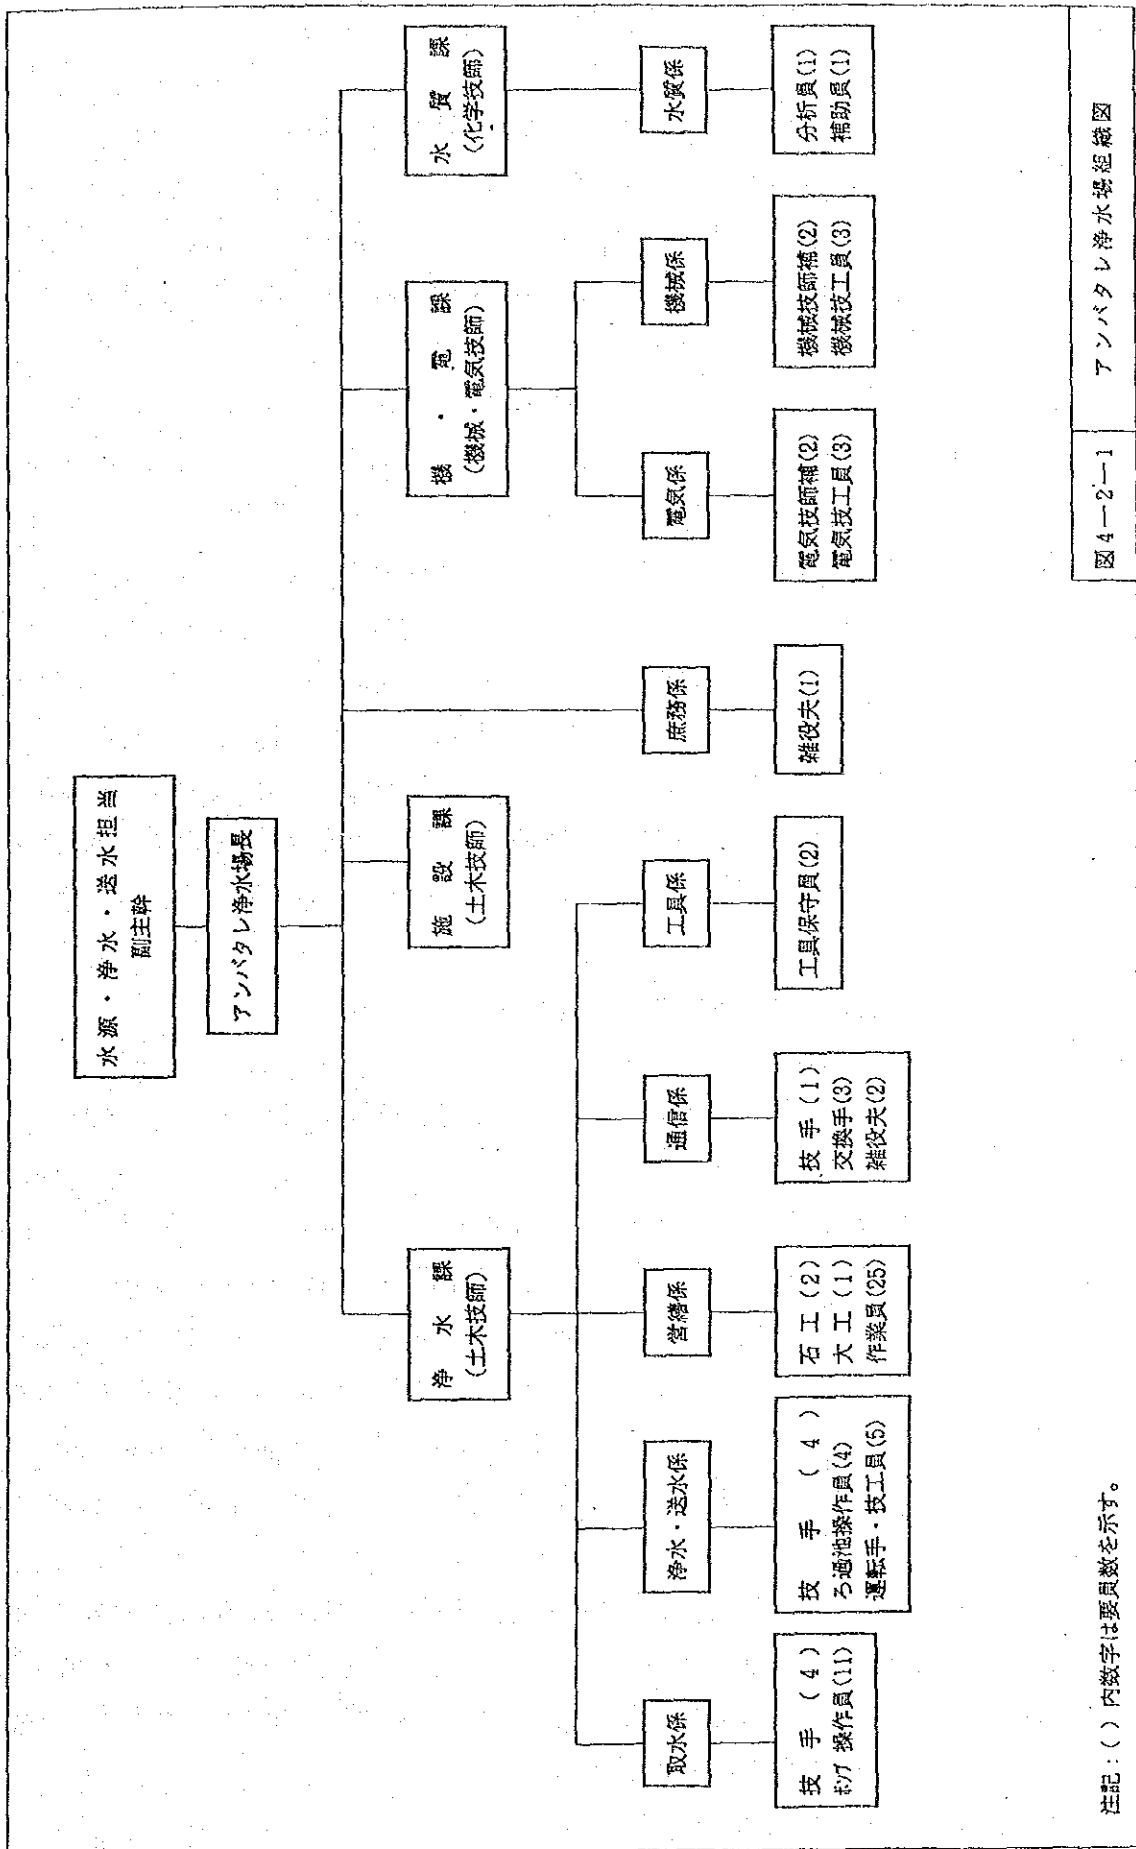 水源・浄水・送水担当
副主幹
アンバタレ浄水場長
浄水課
(土木技師)
施設課
(土木技師)
機・電課
(機械・電気技師)
水質課
(化学技師)
取水係
浄水・送水係
営繕係
通信係
工具係
庶務係
電気係
機械係
水質係
技手(4)
ポンプ操作員(11)
技手(4)
ろ過池操作員(4)
運転手・技工員(5)
石工(2)
大工(1)
作業員(25)
技手(1)
交換手(3)
雑役夫(2)
工具保守員(2)
雑役夫(1)
電気技師補(2)
電気技工員(3)
機械技師補(2)
機械技工員(3)
分析員(1)
補助員(1)
注記:( )内数字は要員数を示す。
図4-2-1 アンバタレ浄水場組織図